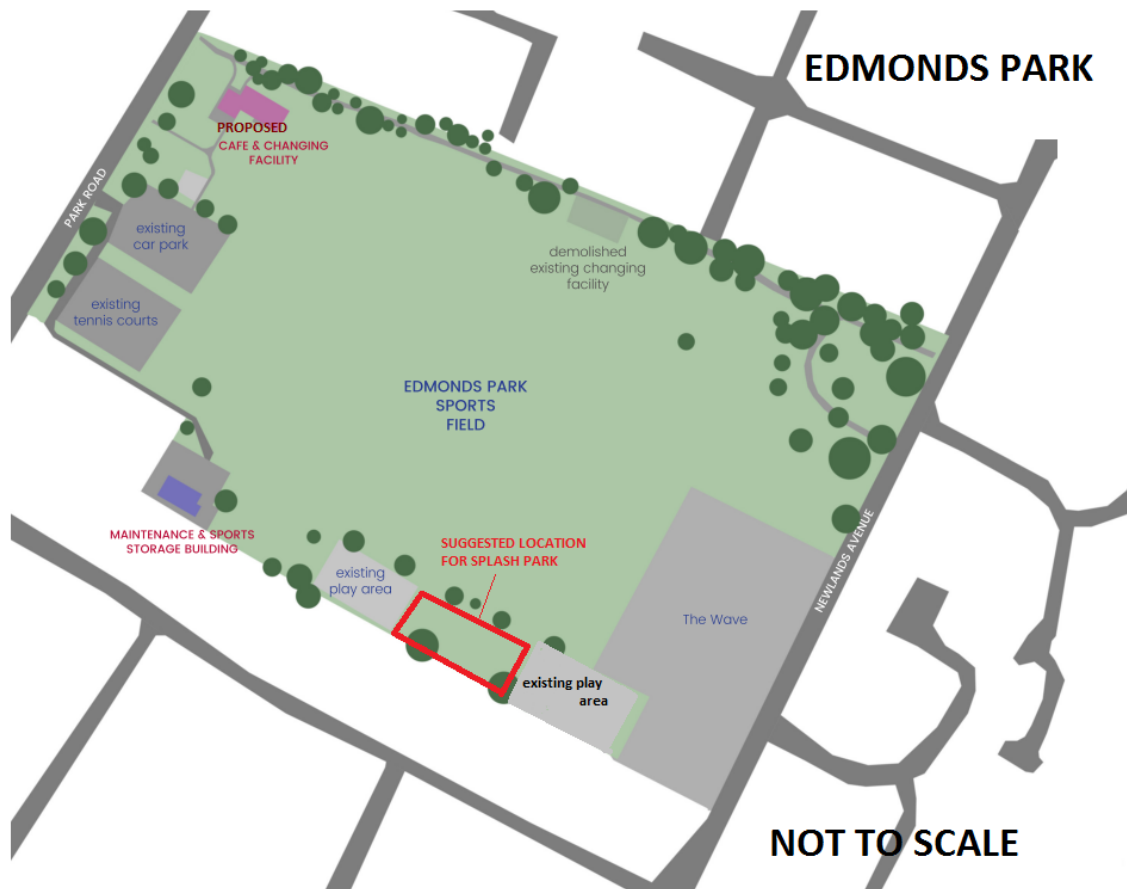 EDMONDS PARK
PROPOSED
CAFE & CHANGING
FACILITY
PARK ROAD
existing
car park
demolished
existing changing
facility
existing
tennis courts
EDMONDS PARK
SPORTS
FIELD
MAINTENANCE & SPORTS
STORAGE BUILDING
SUGGESTED LOCATION
FOR SPLASH PARK
existing
play area
NEWLANDS AVENUE
The Wave
existing play
area
NOT TO SCALE